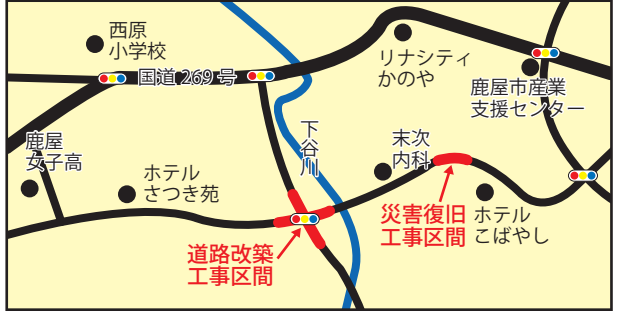 西原
小学校
国道 269 号
リナシティ
かのや
鹿屋市産業
支援センター
鹿屋
女子高
ホテル
さつき苑
下谷川
末次
内科
災害復旧
工事区間
ホテル
こばやし
道路改築
工事区間